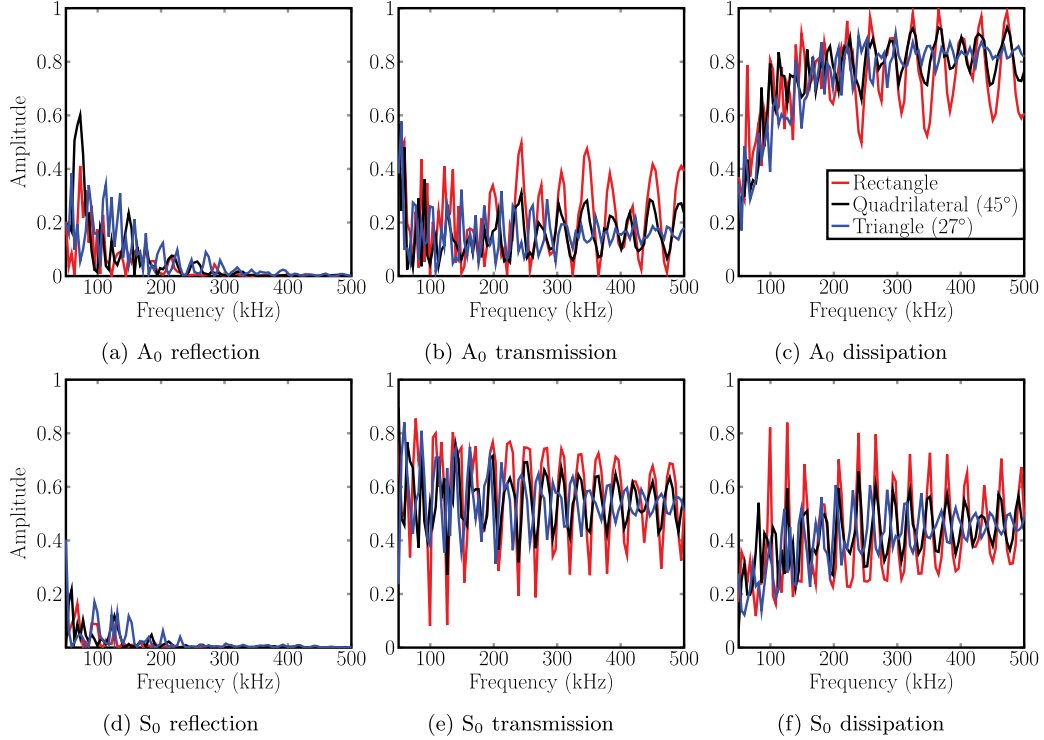 1
0.8
0.6
0.4
0.2
0
Amplitude
100 200 300 400 500
Frequency (kHz)
(a) A₀ reflection
1
0.8
0.6
0.4
0.2
0
100 200 300 400 500
Frequency (kHz)
(b) A₀ transmission
1
0.8
0.6
0.4
0.2
0
Rectangle
Quadrilateral (45°)
Triangle (27°)
100 200 300 400 500
Frequency (kHz)
(c) A₀ dissipation
1
0.8
0.6
0.4
0.2
Amplitude
100 200 300 400 500
Frequency (kHz)
(d) S₀ reflection
1
0.8
0.6
0.4
0.2
0
100 200 300 400 500
Frequency (kHz)
(e) S₀ transmission
1
0.8
0.6
0.4
0.2
0
100 200 300 400 500
Frequency (kHz)
(f) S₀ dissipation